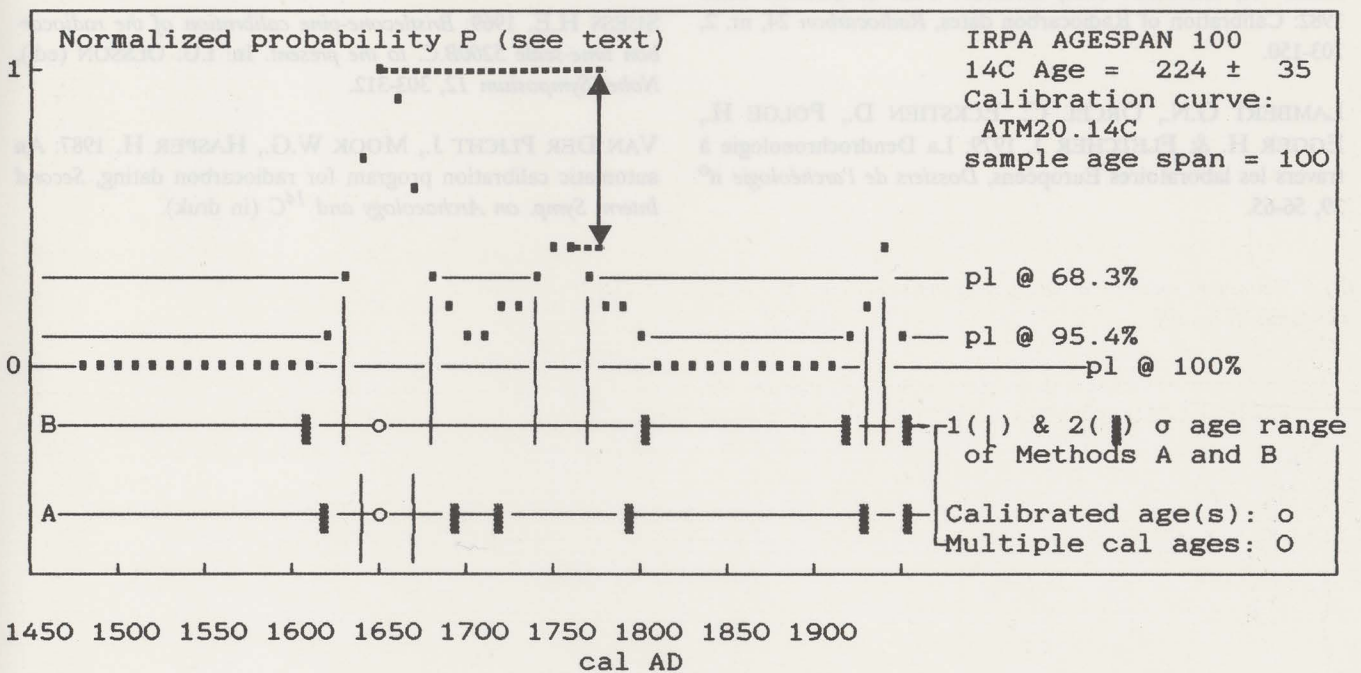 Normalized probability P (see text)
1
0
B
A
IRPA AGESPAN 100
14C Age = 224 ± 35
Calibration curve:
ATM20.14C
sample age span = 100
pl @ 68.3%
pl @ 95.4%
pl @ 100%
1(|) & 2(▮) σ age range
of Methods A and B
Calibrated age(s): o
Multiple cal ages: O
1450 1500 1550 1600 1650 1700 1750 1800 1850 1900
cal AD